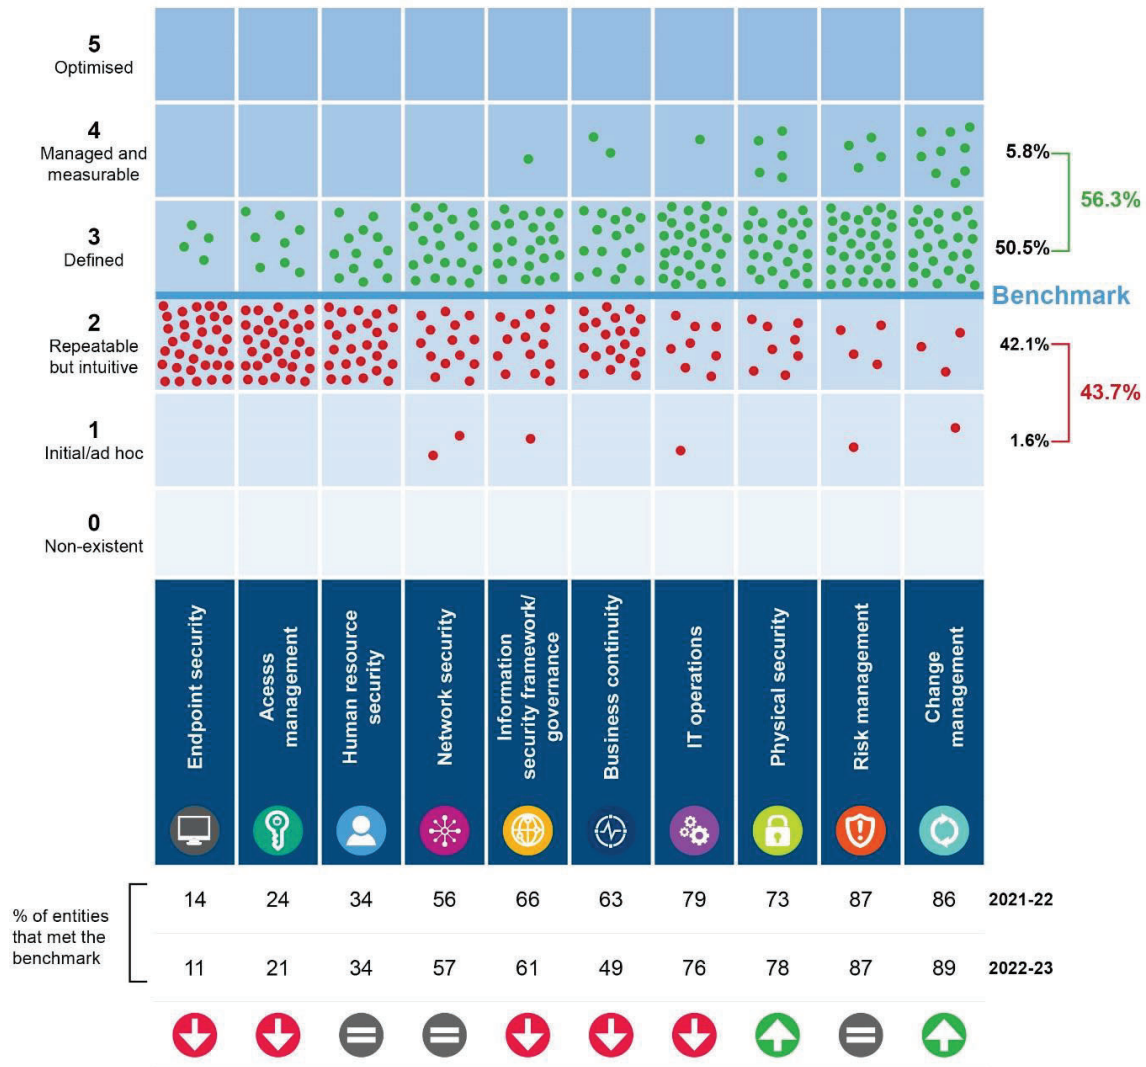 5
Optimised
4
Managed and
measurable
5.8%
56.3%
3
Defined
50.5%
Benchmark
2
Repeatable
but intuitive
42.1%
43.7%
1
Initial/ad hoc
1.6%
0
Non-existent
Endpoint security
Acesss
management
Human resource
security
Network security
Information
security framework/
governance
Business continuity
IT operations
Physical security
Risk management
Change
management
% of entities
that met the
benchmark
14 24 34 56 66 63 79 73 87 86 2021-22
11 21 34 57 61 49 76 78 87 89 2022-23